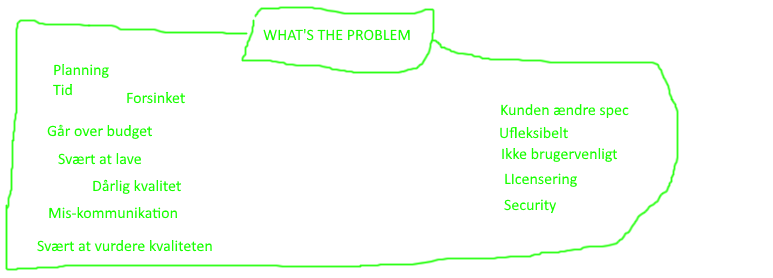 WHAT'S THE PROBLEM
Planning
Tid
Forsinket
Går over budget
Svært at lave
Dårlig kvalitet
Mis-kommunikation
Svært at vurdere kvaliteten
Kunden ændre spec
Ufleksibelt
Ikke brugervenligt
LIcensering
Security